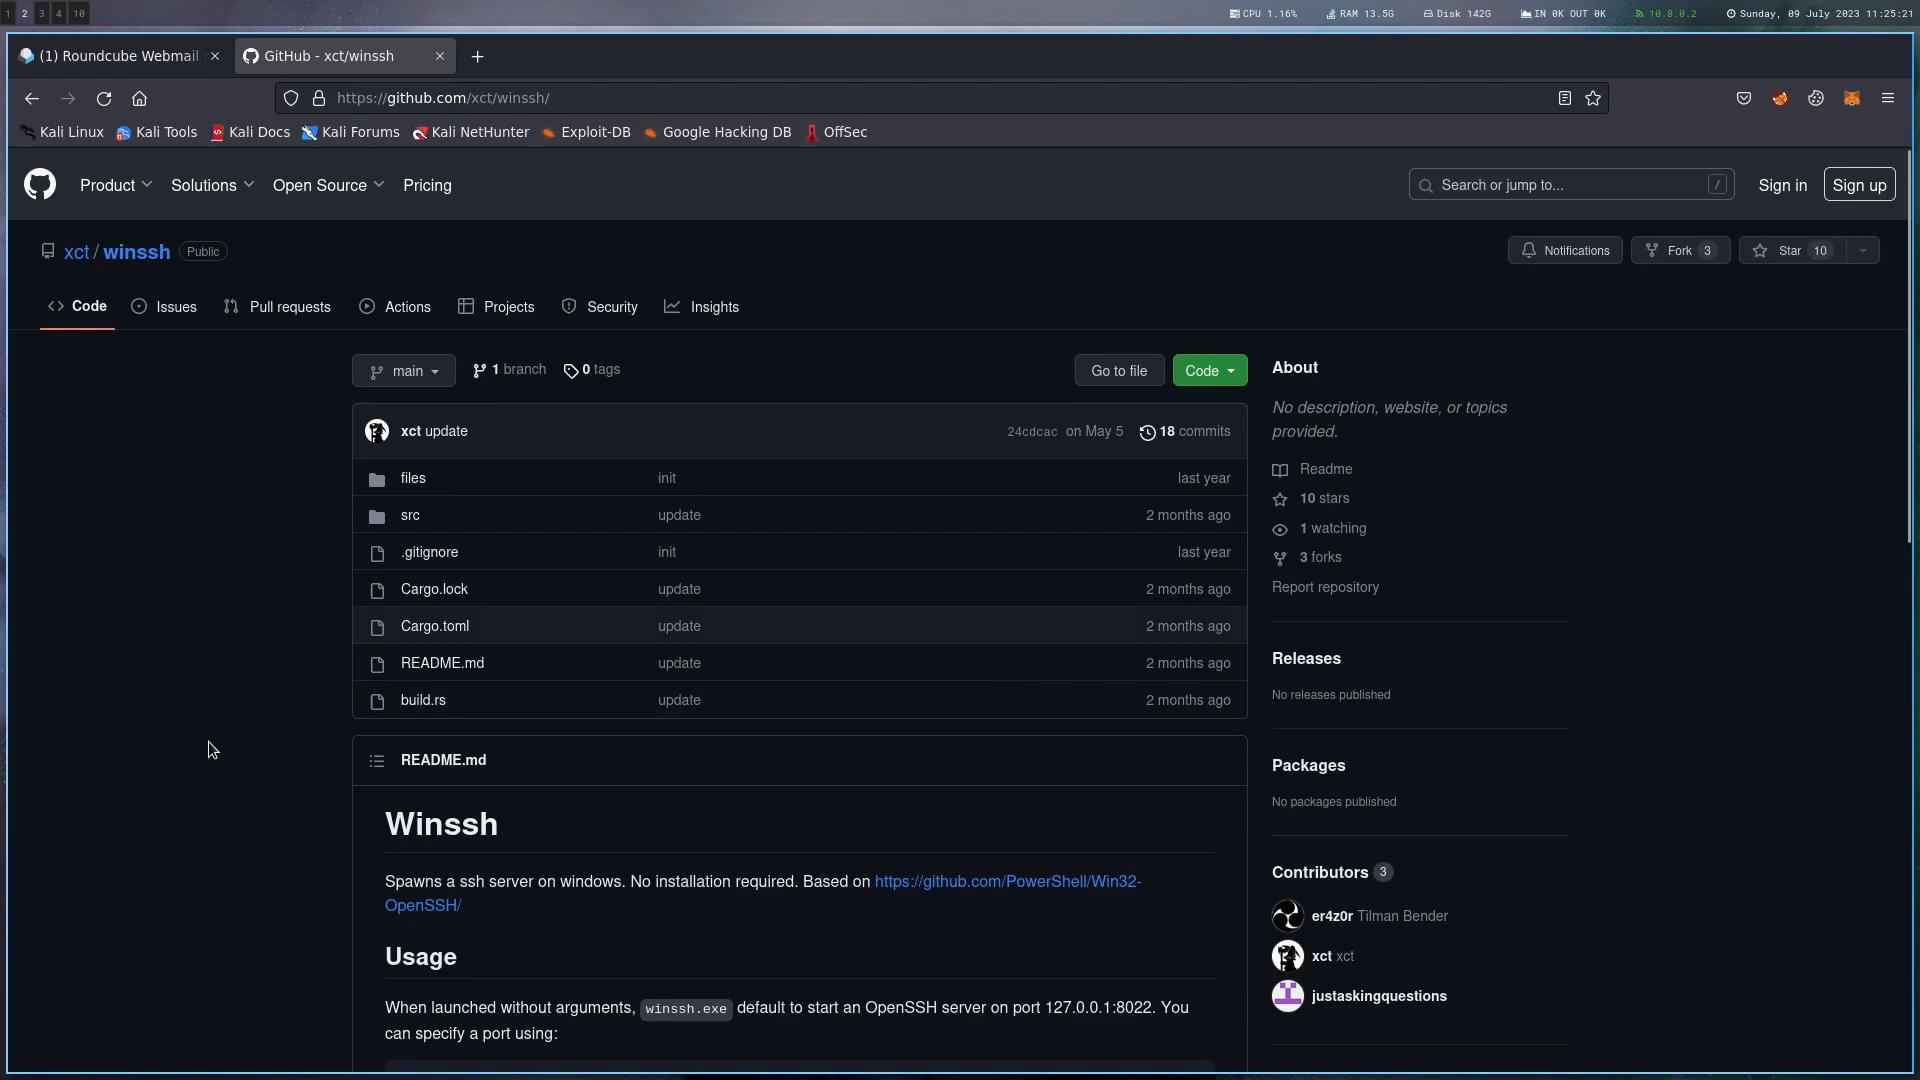 1 2 3 4 10
CPU 1.16% RAM 13.5G Disk 142G IN 0K OUT 0K 10.8.0.2 Sunday, 09 July 2023 11:25:21
(1) Roundcube Webmail
GitHub - xct/winssh
https://github.com/xct/winssh/
Kali Linux Kali Tools Kali Docs Kali Forums Kali NetHunter Exploit-DB Google Hacking DB OffSec
Product Solutions Open Source Pricing
Search or jump to... /
Sign in Sign up
xct / winssh Public
Notifications Fork 3 Star 10
Code Issues Pull requests Actions Projects Security Insights
main 1 branch 0 tags
Go to file Code
xct update 24cdcac on May 5 18 commits
files init last year
src update 2 months ago
.gitignore init last year
Cargo.lock update 2 months ago
Cargo.toml update 2 months ago
README.md update 2 months ago
build.rs update 2 months ago
README.md
Winssh
Spawns a ssh server on windows. No installation required. Based on https://github.com/PowerShell/Win32-
OpenSSH/
Usage
When launched without arguments, winssh.exe default to start an OpenSSH server on port 127.0.0.1:8022. You
can specify a port using:
About
No description, website, or topics
provided.
Readme
10 stars
1 watching
3 forks
Report repository
Releases
No releases published
Packages
No packages published
Contributors 3
er4z0r Tilman Bender
xct xct
justaskingquestions